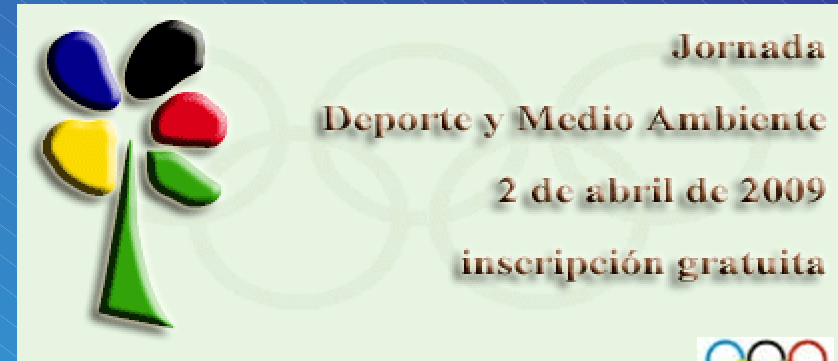 Jornada
Deporte y Medio Ambiente
2 de abril de 2009
inscripción gratuita